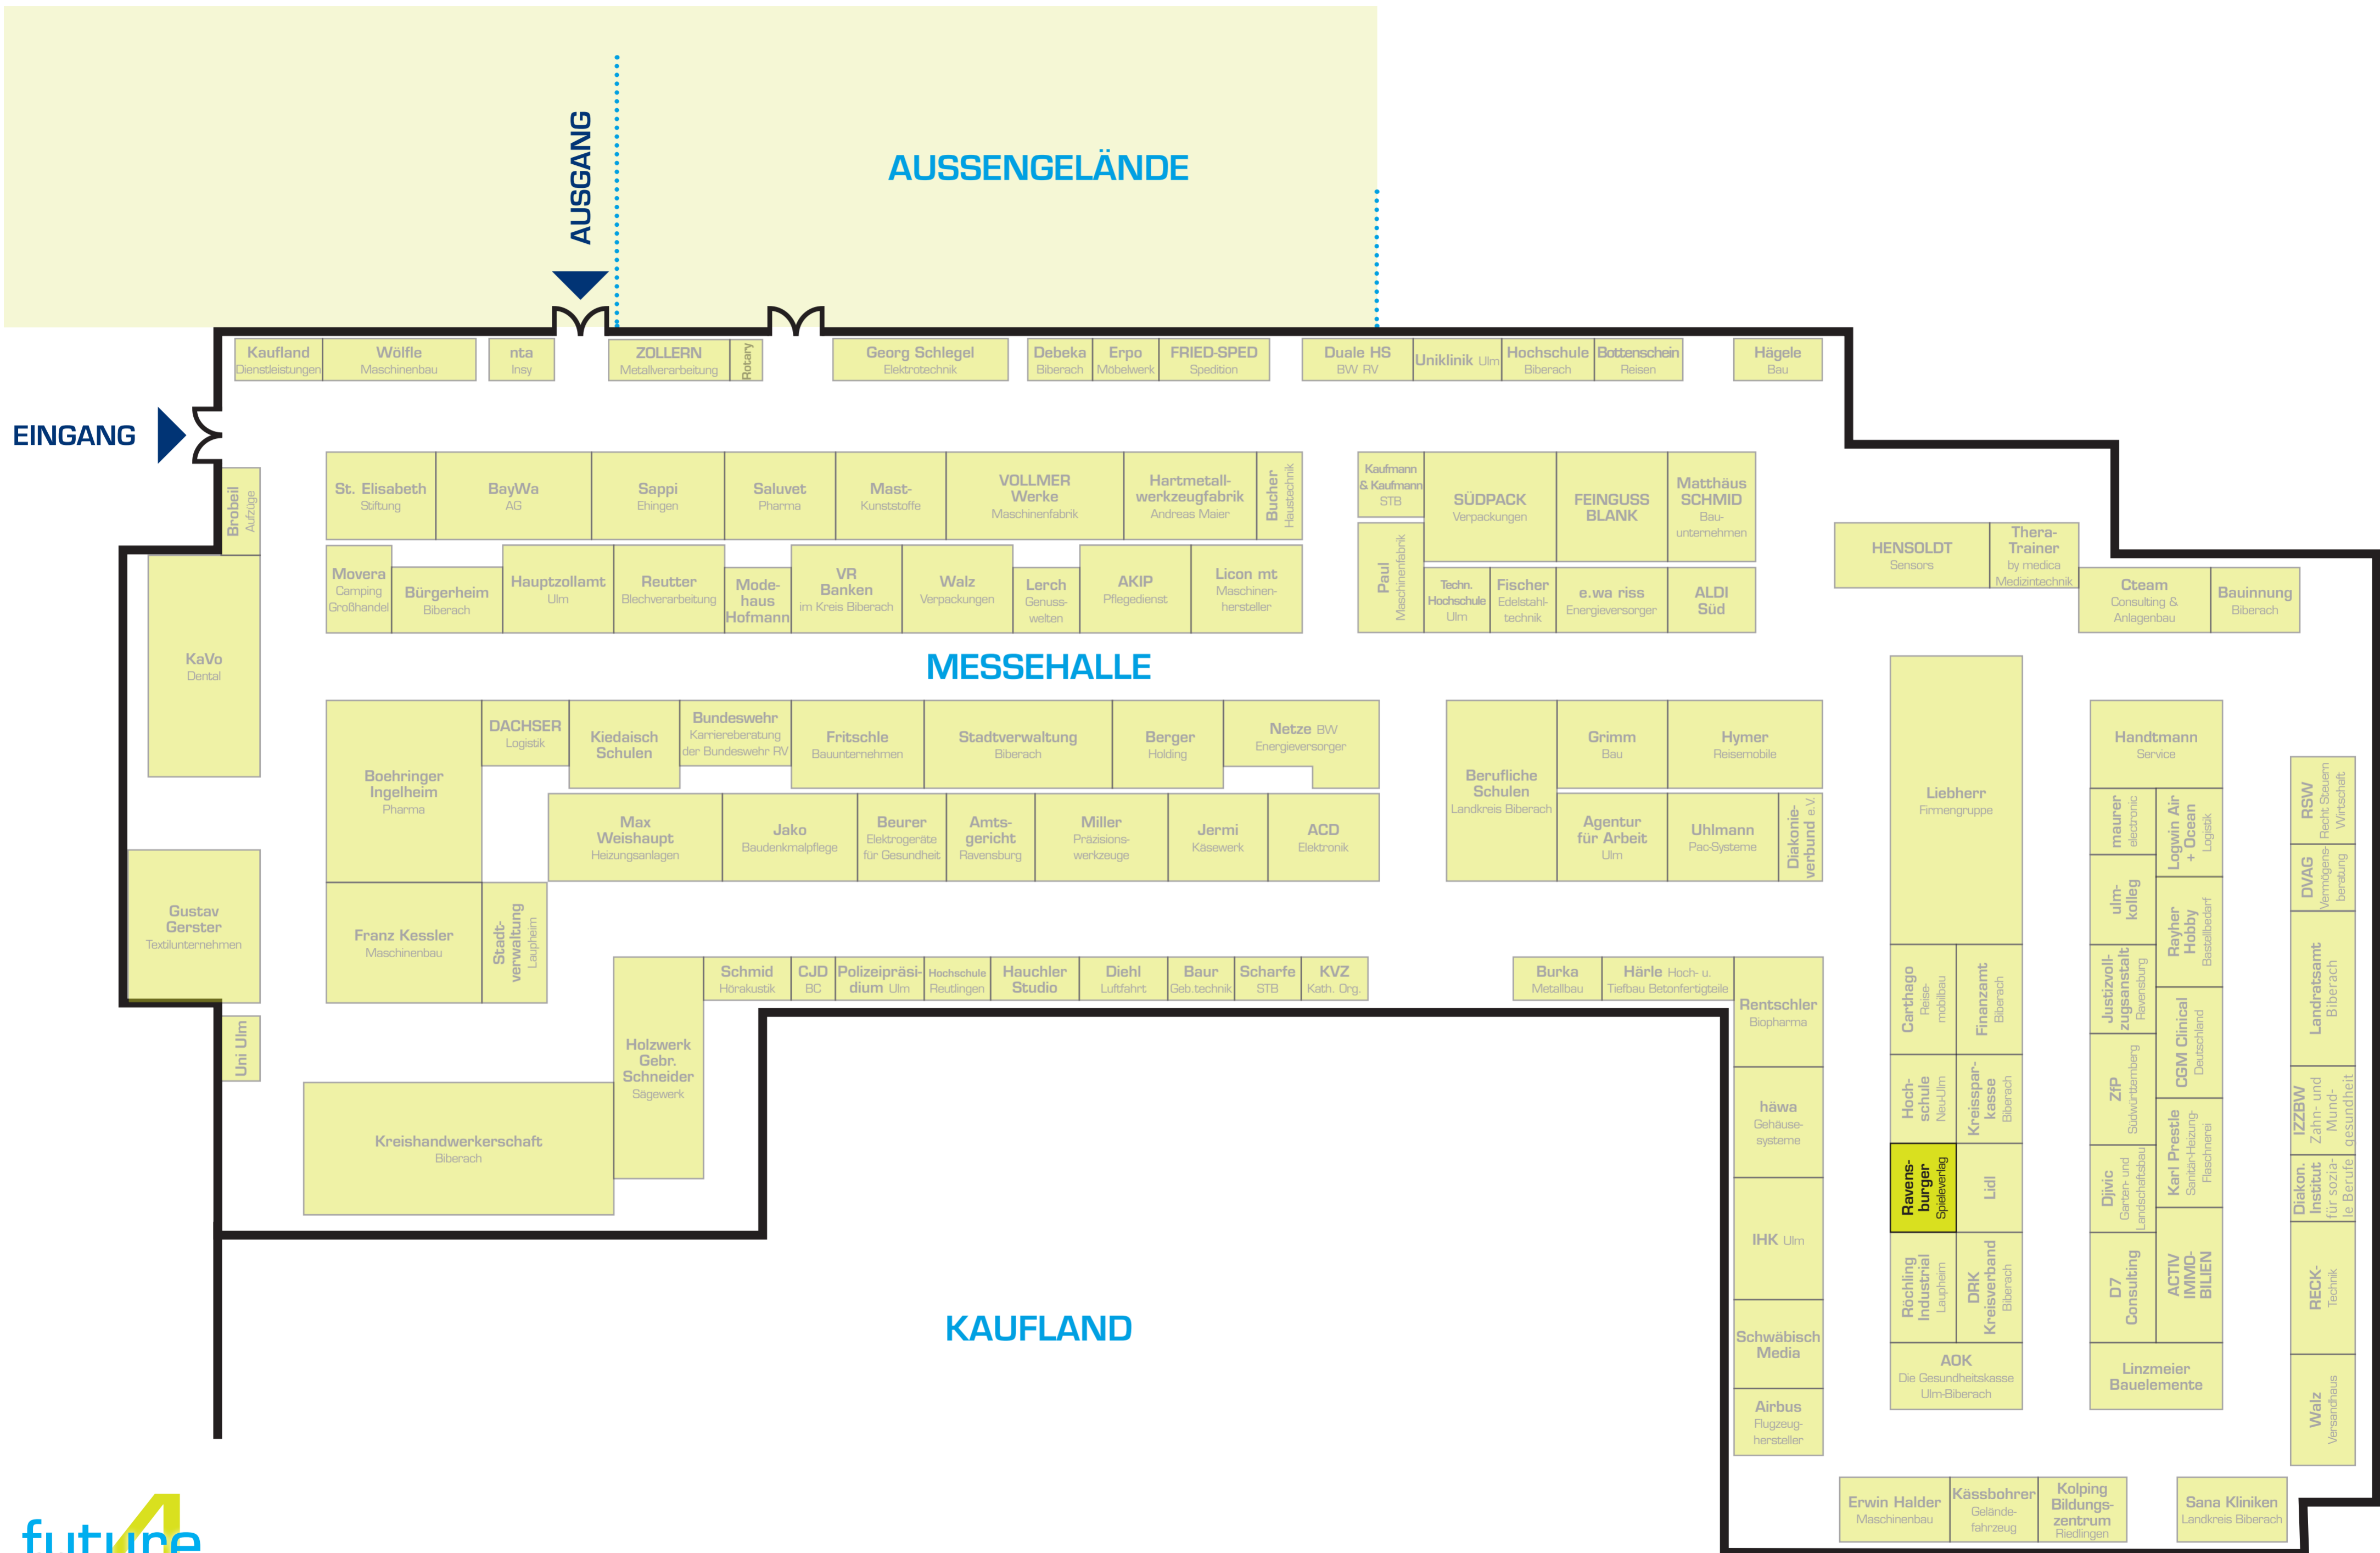 AUSGANG
AUSSENGELÄNDE
Kaufland
Dienstleistungen
Wölfle
Maschinenbau
nta
Insy
ZOLLERN
Metallverarbeitung
Rotary
Georg Schlegel
Elektrotechnik
Debeka
Biberach
Erpo
Möbelwerk
FRIED-SPED
Spedition
Duale HS
BW RV
Uniklinik Ulm
Hochschule
Biberach
Bottenschein
Reisen
Hägele
Bau
EINGANG
Brobeil
Aufzüge
St. Elisabeth
Stiftung
BayWa
AG
Sappi
Ehingen
Saluvet
Pharma
Mast-
Kunststoffe
VOLLMER
Werke
Maschinenfabrik
Hartmetall-
werkzeugfabrik
Andreas Maier
Bucher
Haustechnik
Kaufmann
& Kaufmann
STB
SÜDPACK
Verpackungen
FEINGUSS
BLANK
Matthäus
SCHMID
Bau-
unternehmen
Movera
Camping
Großhandel
Bürgerheim
Biberach
Hauptzollamt
Ulm
Reutter
Blechverarbeitung
Mode-
haus
Hofmann
VR
Banken
im Kreis Biberach
Walz
Verpackungen
Lerch
Genuss-
welten
AKIP
Pflegedienst
Licon mt
Maschinen-
hersteller
Paul
Maschinenfabrik
Techn.
Hochschule
Ulm
Fischer
Edelstahl-
technik
e.wa riss
Energieversorger
ALDI
Süd
HENSOLDT
Sensors
Thera-
Trainer
by medica
Medizintechnik
Cteam
Consulting &
Anlagenbau
Bauinnung
Biberach
KaVo
Dental
MESSEHALLE
Boehringer
Ingelheim
Pharma
DACHSER
Logistik
Kiedaisch
Schulen
Bundeswehr
Karriereberatung
der Bundeswehr RV
Fritschle
Bauunternehmen
Stadtverwaltung
Biberach
Berger
Holding
Netze BW
Energieversorger
Berufliche
Schulen
Landkreis Biberach
Grimm
Bau
Hymer
Reisemobile
Max
Weishaupt
Heizungsanlagen
Jako
Baudenkmalpflege
Beurer
Elektrogeräte
für Gesundheit
Amts-
gericht
Ravensburg
Miller
Präzisions-
werkzeuge
Jermi
Käsewerk
ACD
Elektronik
Agentur
für Arbeit
Ulm
Uhlmann
Pac-Systeme
Diakonie-
verbund e.V.
Liebherr
Firmengruppe
Handtmann
Service
maurer
electronic
Logwin Air
+ Ocean
Logistik
RSW
Recht Steuern
Wirtschaft
DVAG
Vermögens-
beratung
ulm-
kolleg
Rayher
Hobby
Bastelbedarf
Landratsamt
Biberach
Gustav
Gerster
Textilunternehmen
Franz Kessler
Maschinenbau
Stadt-
verwaltung
Laupheim
Uni Ulm
Holzwerk
Gebr.
Schneider
Sägewerk
Schmid
Hörakustik
CJD
BC
Polizeipräsi-
dium Ulm
Hochschule
Reutlingen
Hauchler
Studio
Diehl
Luftfahrt
Baur
Geb.technik
Scharfe
STB
KVZ
Kath. Org.
Burka
Metallbau
Härle Hoch- u.
Tiefbau Betonfertigteile
Rentschler
Biopharma
Carthago
Reise-
mobilbau
Finanzamt
Biberach
Justizvoll-
zugsanstalt
Ravensburg
CGM Clinical
Deutschland
Kreishandwerkerschaft
Biberach
häwa
Gehäuse-
systeme
Hoch-
schule
Neu-Ulm
Kreisspar-
kasse
Biberach
ZfP
Südwürttemberg
Karl Prestle
Sanitär-Heizung-
Flaschnerei
IZZBW
Zahn- und
Mund-
gesundheit
Ravens-
burger
Spieleverlag
Lidl
Djivic
Garten- und
Landschaftsbau
Diakon.
Institut
für sozia-
le Berufe
IHK Ulm
Röchling
Industrial
Laupheim
DRK
Kreisverband
Biberach
D7
Consulting
ACTIV
IMMO-
BILIEN
RECK-
Technik
KAUFLAND
Schwäbisch
Media
AOK
Die Gesundheitskasse
Ulm-Biberach
Linzmeier
Bauelemente
Walz
Versandhaus
Airbus
Flugzeug-
hersteller
Erwin Halder
Maschinenbau
Kässbohrer
Gelände-
fahrzeug
Kolping
Bildungs-
zentrum
Riedlingen
Sana Kliniken
Landkreis Biberach
future
4